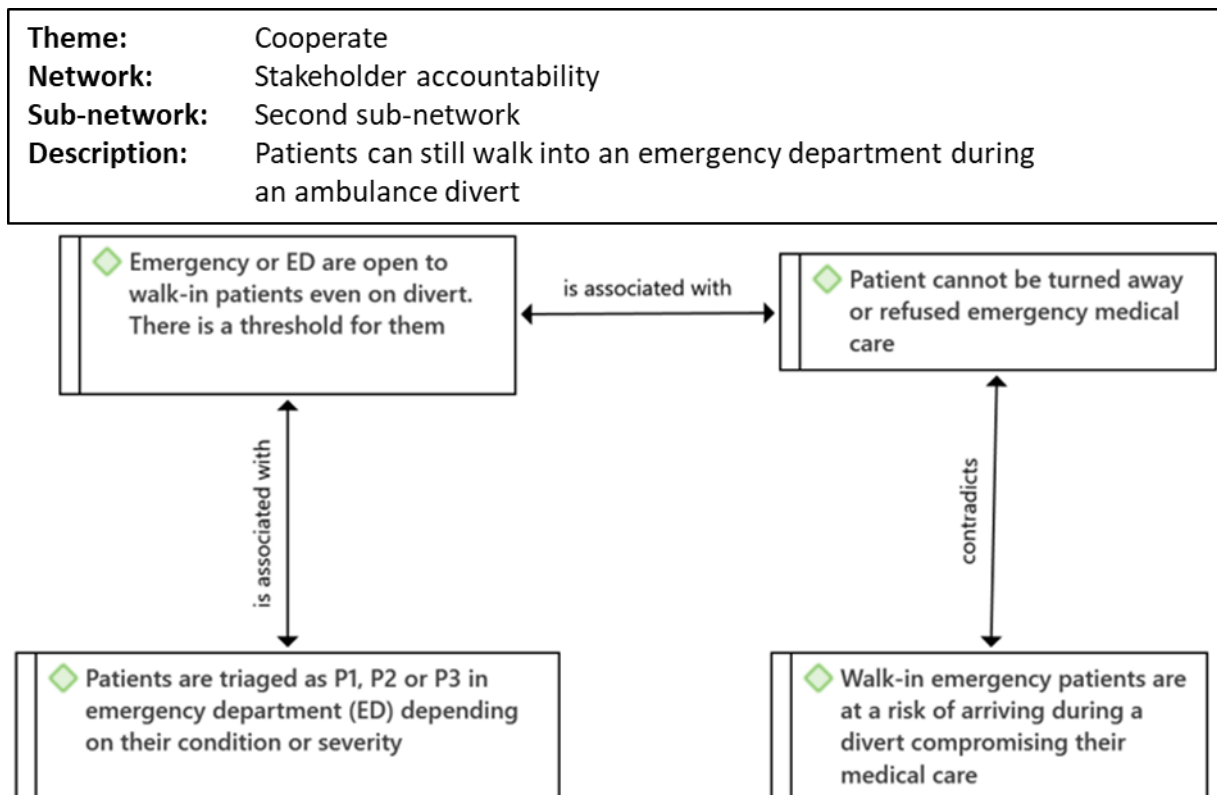 Theme: Cooperate
Network: Stakeholder accountability
Sub-network: Second sub-network
Description: Patients can still walk into an emergency department during
an ambulance divert
Emergency or ED are open to
walk-in patients even on divert.
There is a threshold for them
is associated with
Patient cannot be turned away
or refused emergency medical
care
is associated with
contradicts
Patients are triaged as P1, P2 or P3 in
emergency department (ED) depending
on their condition or severity
Walk-in emergency patients are
at a risk of arriving during a
divert compromising their
medical care